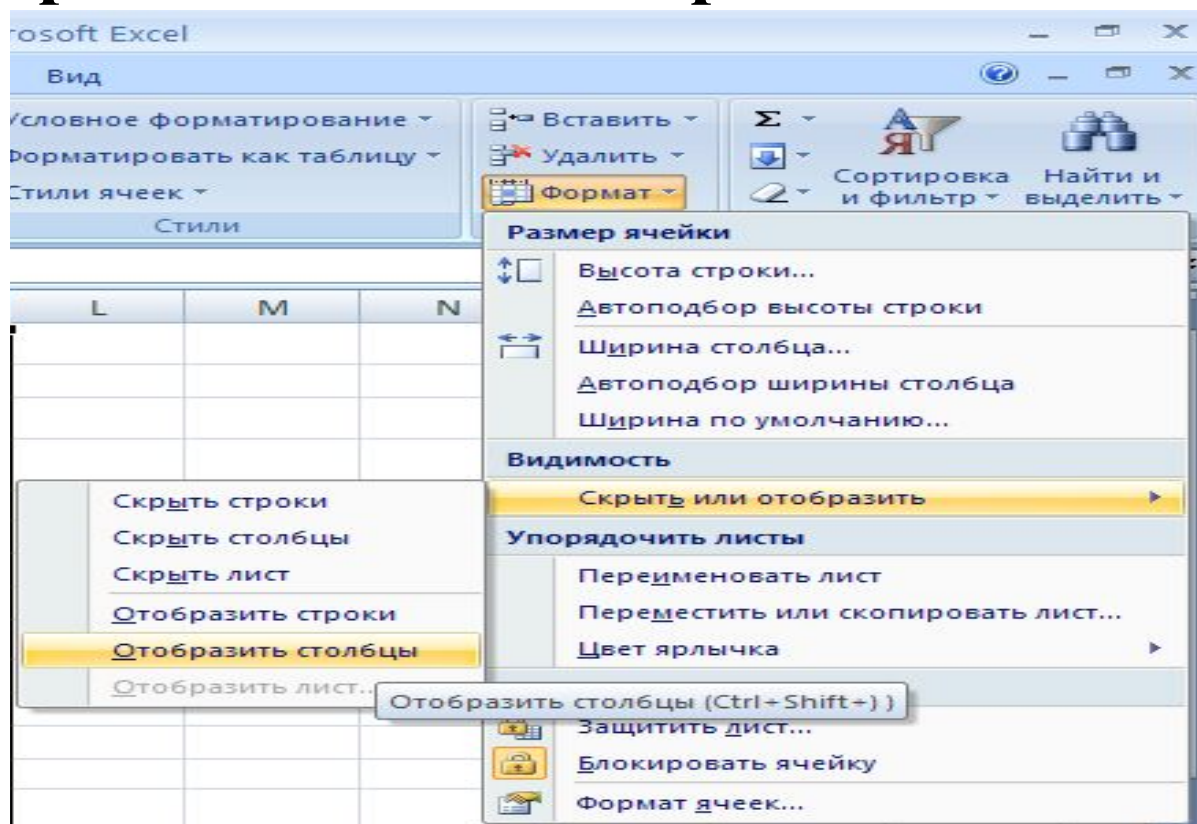 rosoft Excel
Вид
Условное форматирование
Форматировать как таблицу
Стили ячеек
Стили
Вставить
Удалить
Формат
Σ
Сортировка
и фильтр
Найти и
выделить
L M N
Размер ячейки
Высота строки...
Автоподбор высоты строки
Ширина столбца...
Автоподбор ширины столбца
Ширина по умолчанию...
Видимость
Скрыть или отобразить
Упорядочить листы
Переименовать лист
Переместить или скопировать лист...
Цвет ярлычка
Защитить лист...
Блокировать ячейку
Формат ячеек...
Скрыть строки
Скрыть столбцы
Скрыть лист
Отобразить строки
Отобразить столбцы
Отобразить лист...
Отобразить столбцы (Ctrl+Shift+) )